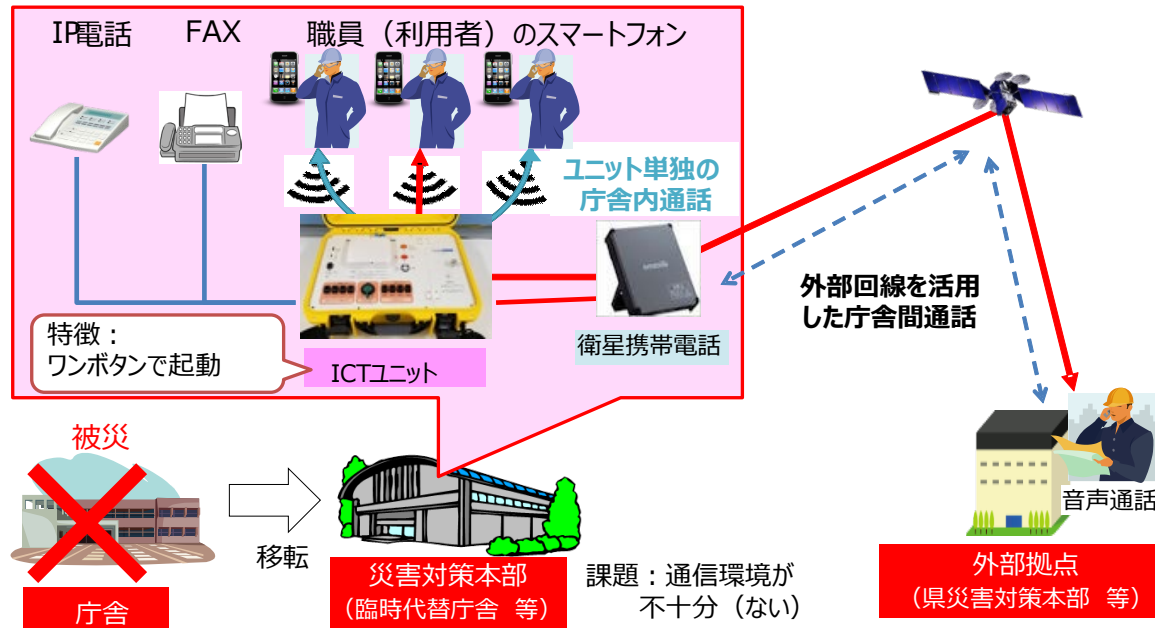 IP電話
FAX
職員（利用者）のスマートフォン
ユニット単独の
庁舎内通話
特徴：
ワンボタンで起動
ICTユニット
衛星携帯電話
外部回線を活用
した庁舎間通話
被災
庁舎
移転
災害対策本部
（臨時代替庁舎 等）
課題：通信環境が
不十分（ない）
音声通話
外部拠点
（県災害対策本部 等）